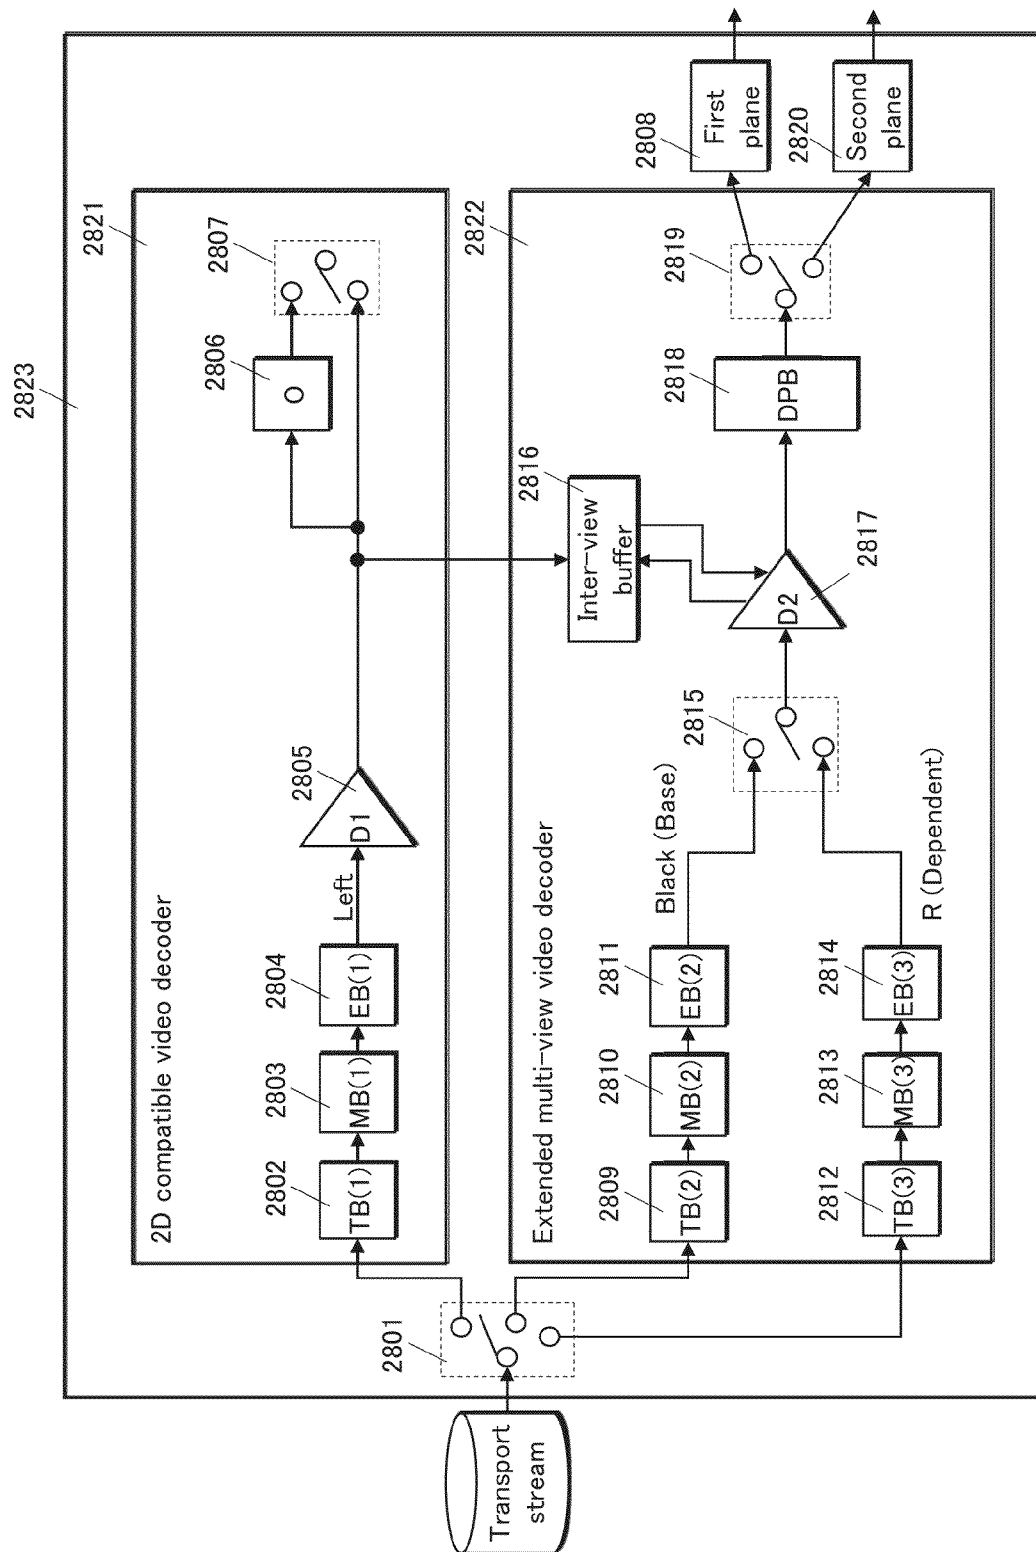 2823
2821
2D compatible video decoder
2801
Transport
stream
2802
TB(1)
2803
MB(1)
2804
EB(1)
Left
2805
D1
2806
O
2807
2822
Extended multi-view video decoder
2809
TB(2)
2810
MB(2)
2811
EB(2)
Black (Base)
2812
TB(3)
2813
MB(3)
2814
EB(3)
R (Dependent)
2815
2816
Inter-view
buffer
D2
2817
2818
DPB
2819
2808
First
plane
2820
Second
plane